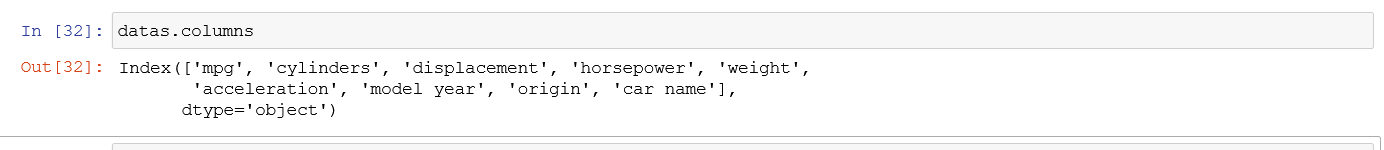 In [32]: datas.columns
Out[32]: Index(['mpg', 'cylinders', 'displacement', 'horsepower', 'weight',
'acceleration', 'model year', 'origin', 'car name'],
dtype='object')